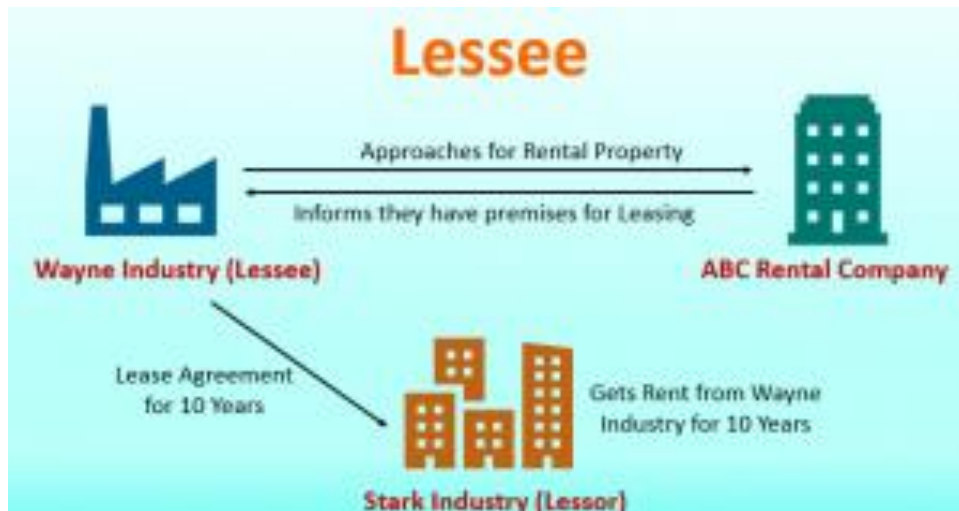 Lessee
Approaches for Rental Property
Informs they have premises for Leasing
Wayne Industry (Lessee)
ABC Rental Company
Lease Agreement
for 10 Years
Gets Rent from Wayne
Industry for 10 Years
Stark Industry (Lessor)